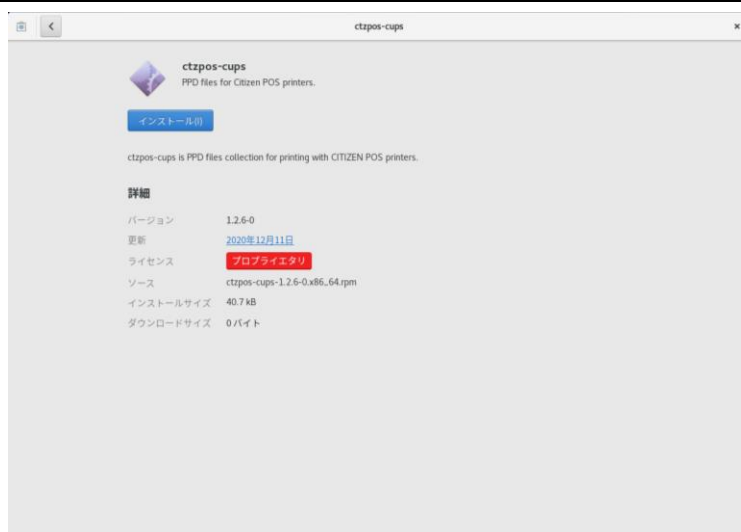 ctzpos-cups
ctzpos-cups
PPD files for Citizen POS printers.
インストール(I)
ctzpos-cups is PPD files collection for printing with CITIZEN POS printers.
詳細
バージョン 1.2.6-0
更新 2020年12月11日
ライセンス プロプライエタリ
ソース ctzpos-cups-1.2.6-0.x86_64.rpm
インストールサイズ 40.7 kB
ダウンロードサイズ 0 バイト